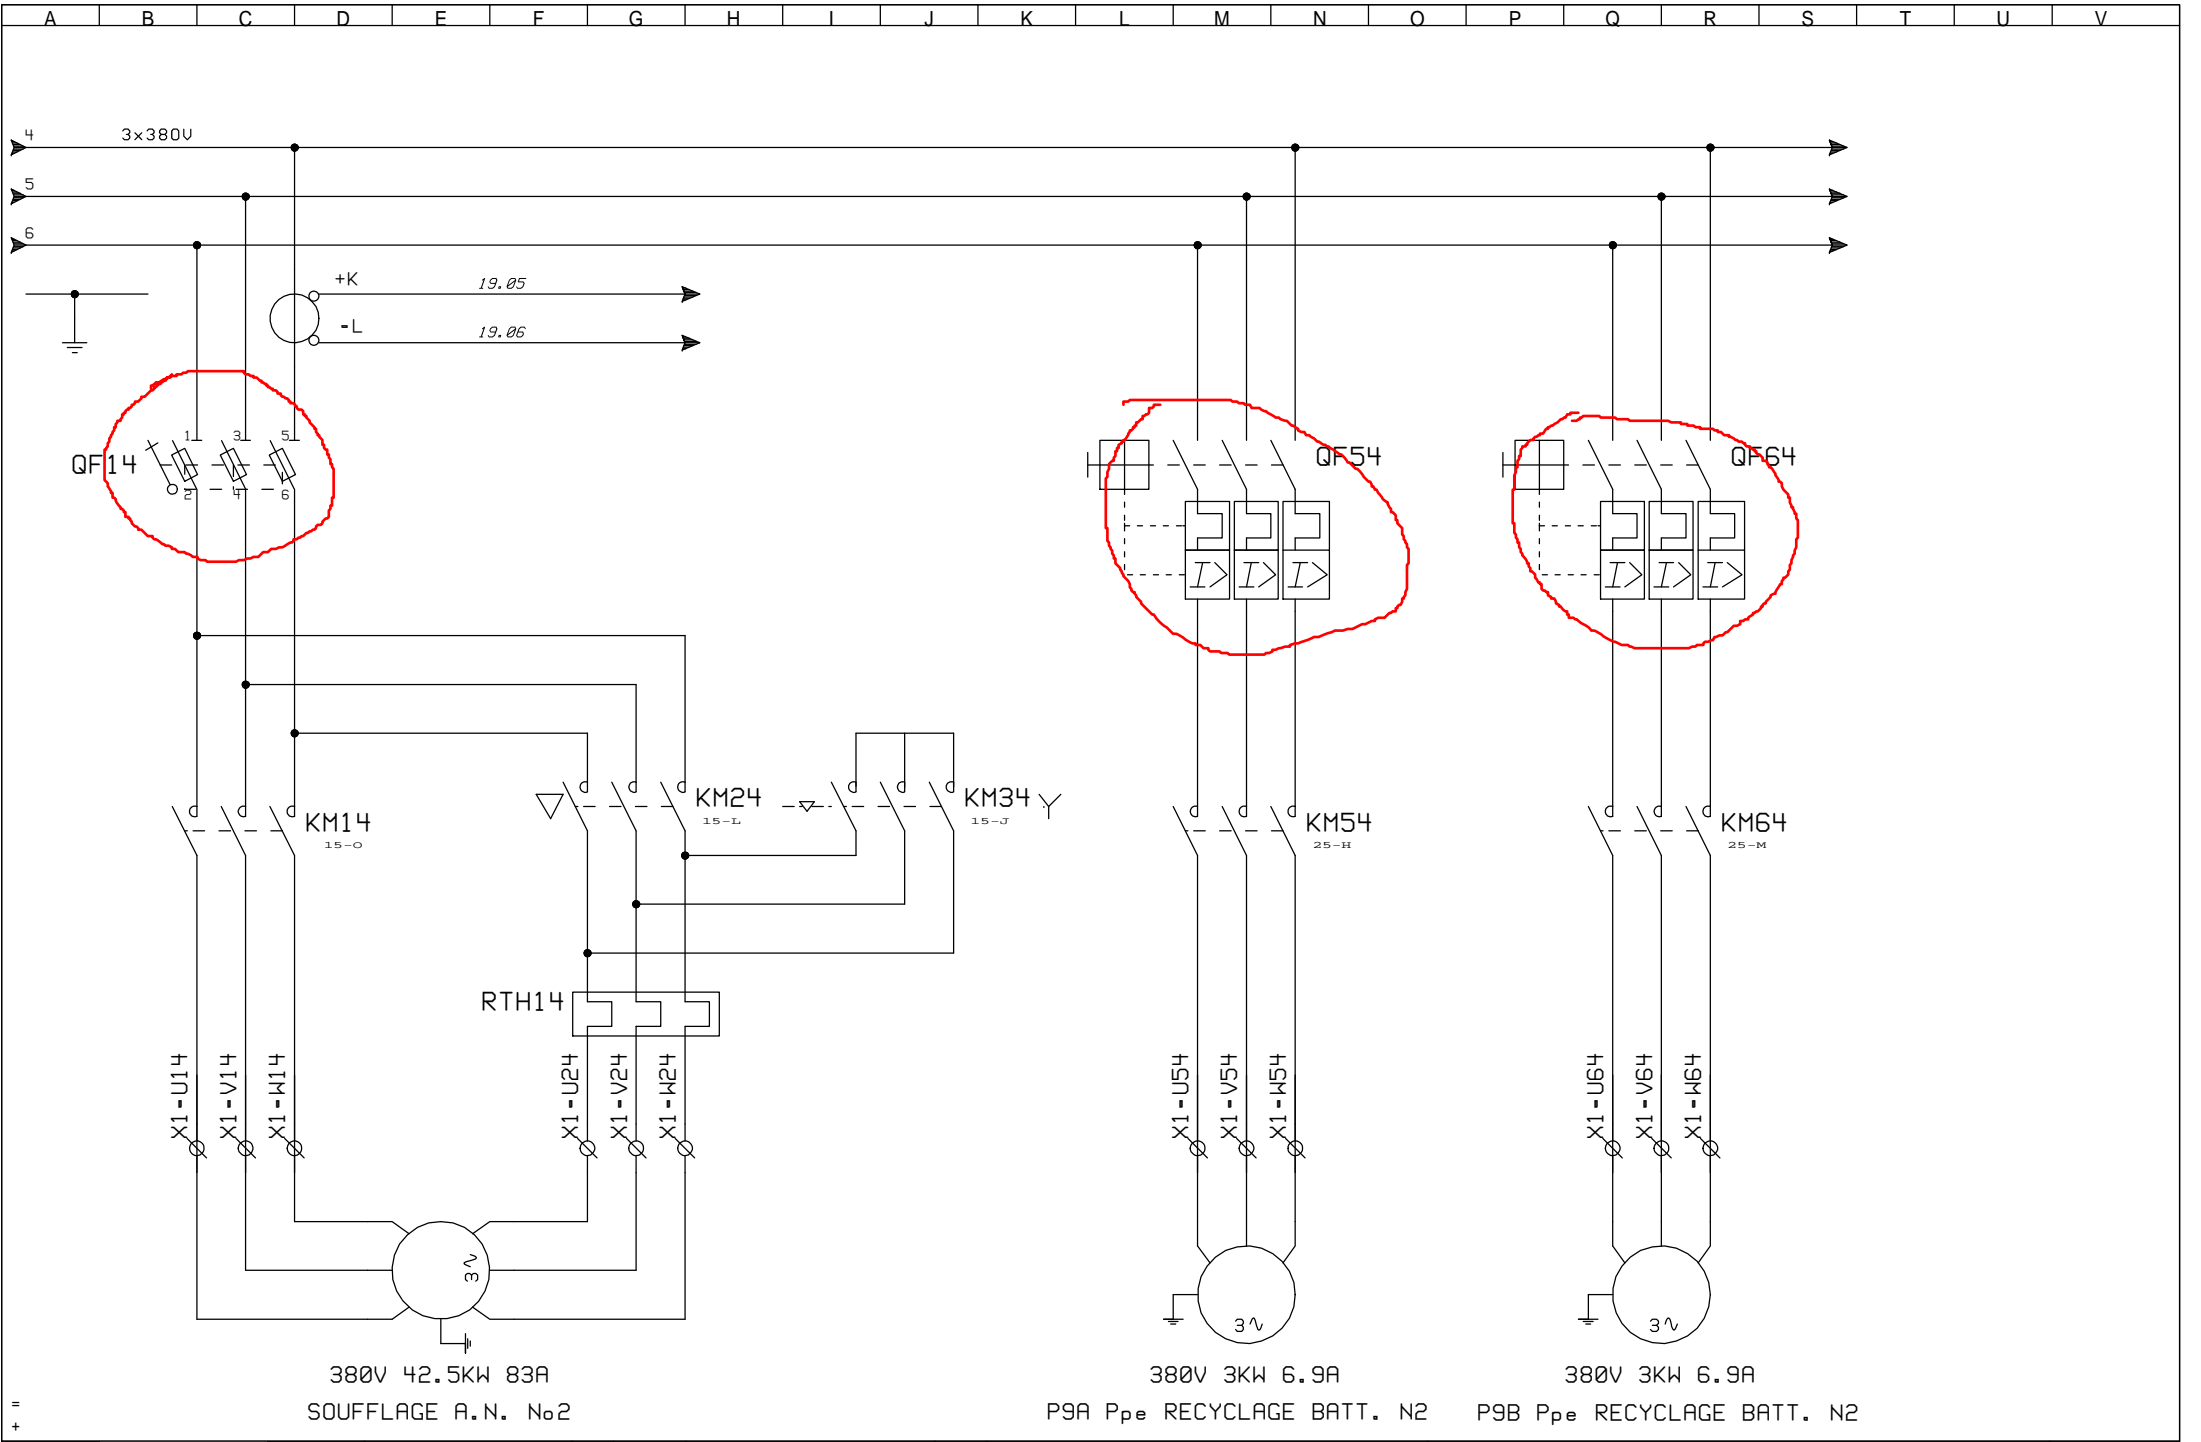 A B C D E F G H I J K L M N O P Q R S T U V
4 3x380V
5
6
+K 19.05
-L 19.06
QF14 1 3 5
2 4 6
QF54
QF64
I> I> I>
I> I> I>
KM14
15-O
KM24
15-L
KM34 Y
15-J
KM54
25-H
KM64
25-M
RTH14
X1-U14
X1-V14
X1-W14
X1-U24
X1-V24
X1-W24
X1-U54
X1-V54
X1-W54
X1-U64
X1-V64
X1-W64
3~
3~
3~
380V 42.5KW 83A
SOUFFLAGE A.N. No2
380V 3KW 6.9A
P9A Ppe RECYCLAGE BATT. N2
380V 3KW 6.9A
P9B Ppe RECYCLAGE BATT. N2
=
+